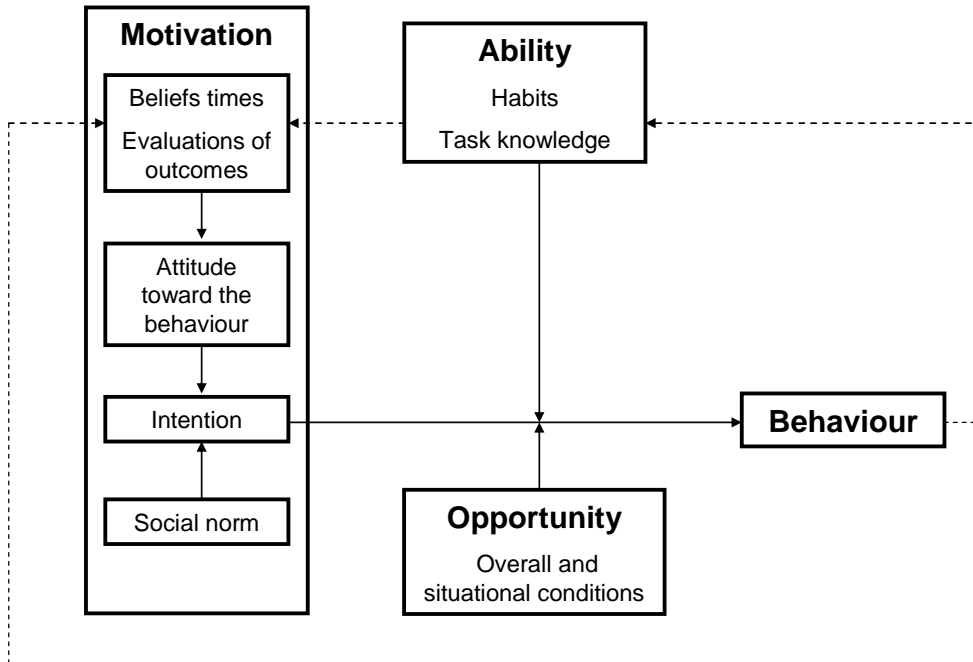 Motivation
Beliefs times
Evaluations of
outcomes
Attitude
toward the
behaviour
Intention
Social norm
Ability
Habits
Task knowledge
Opportunity
Overall and
situational conditions
Behaviour